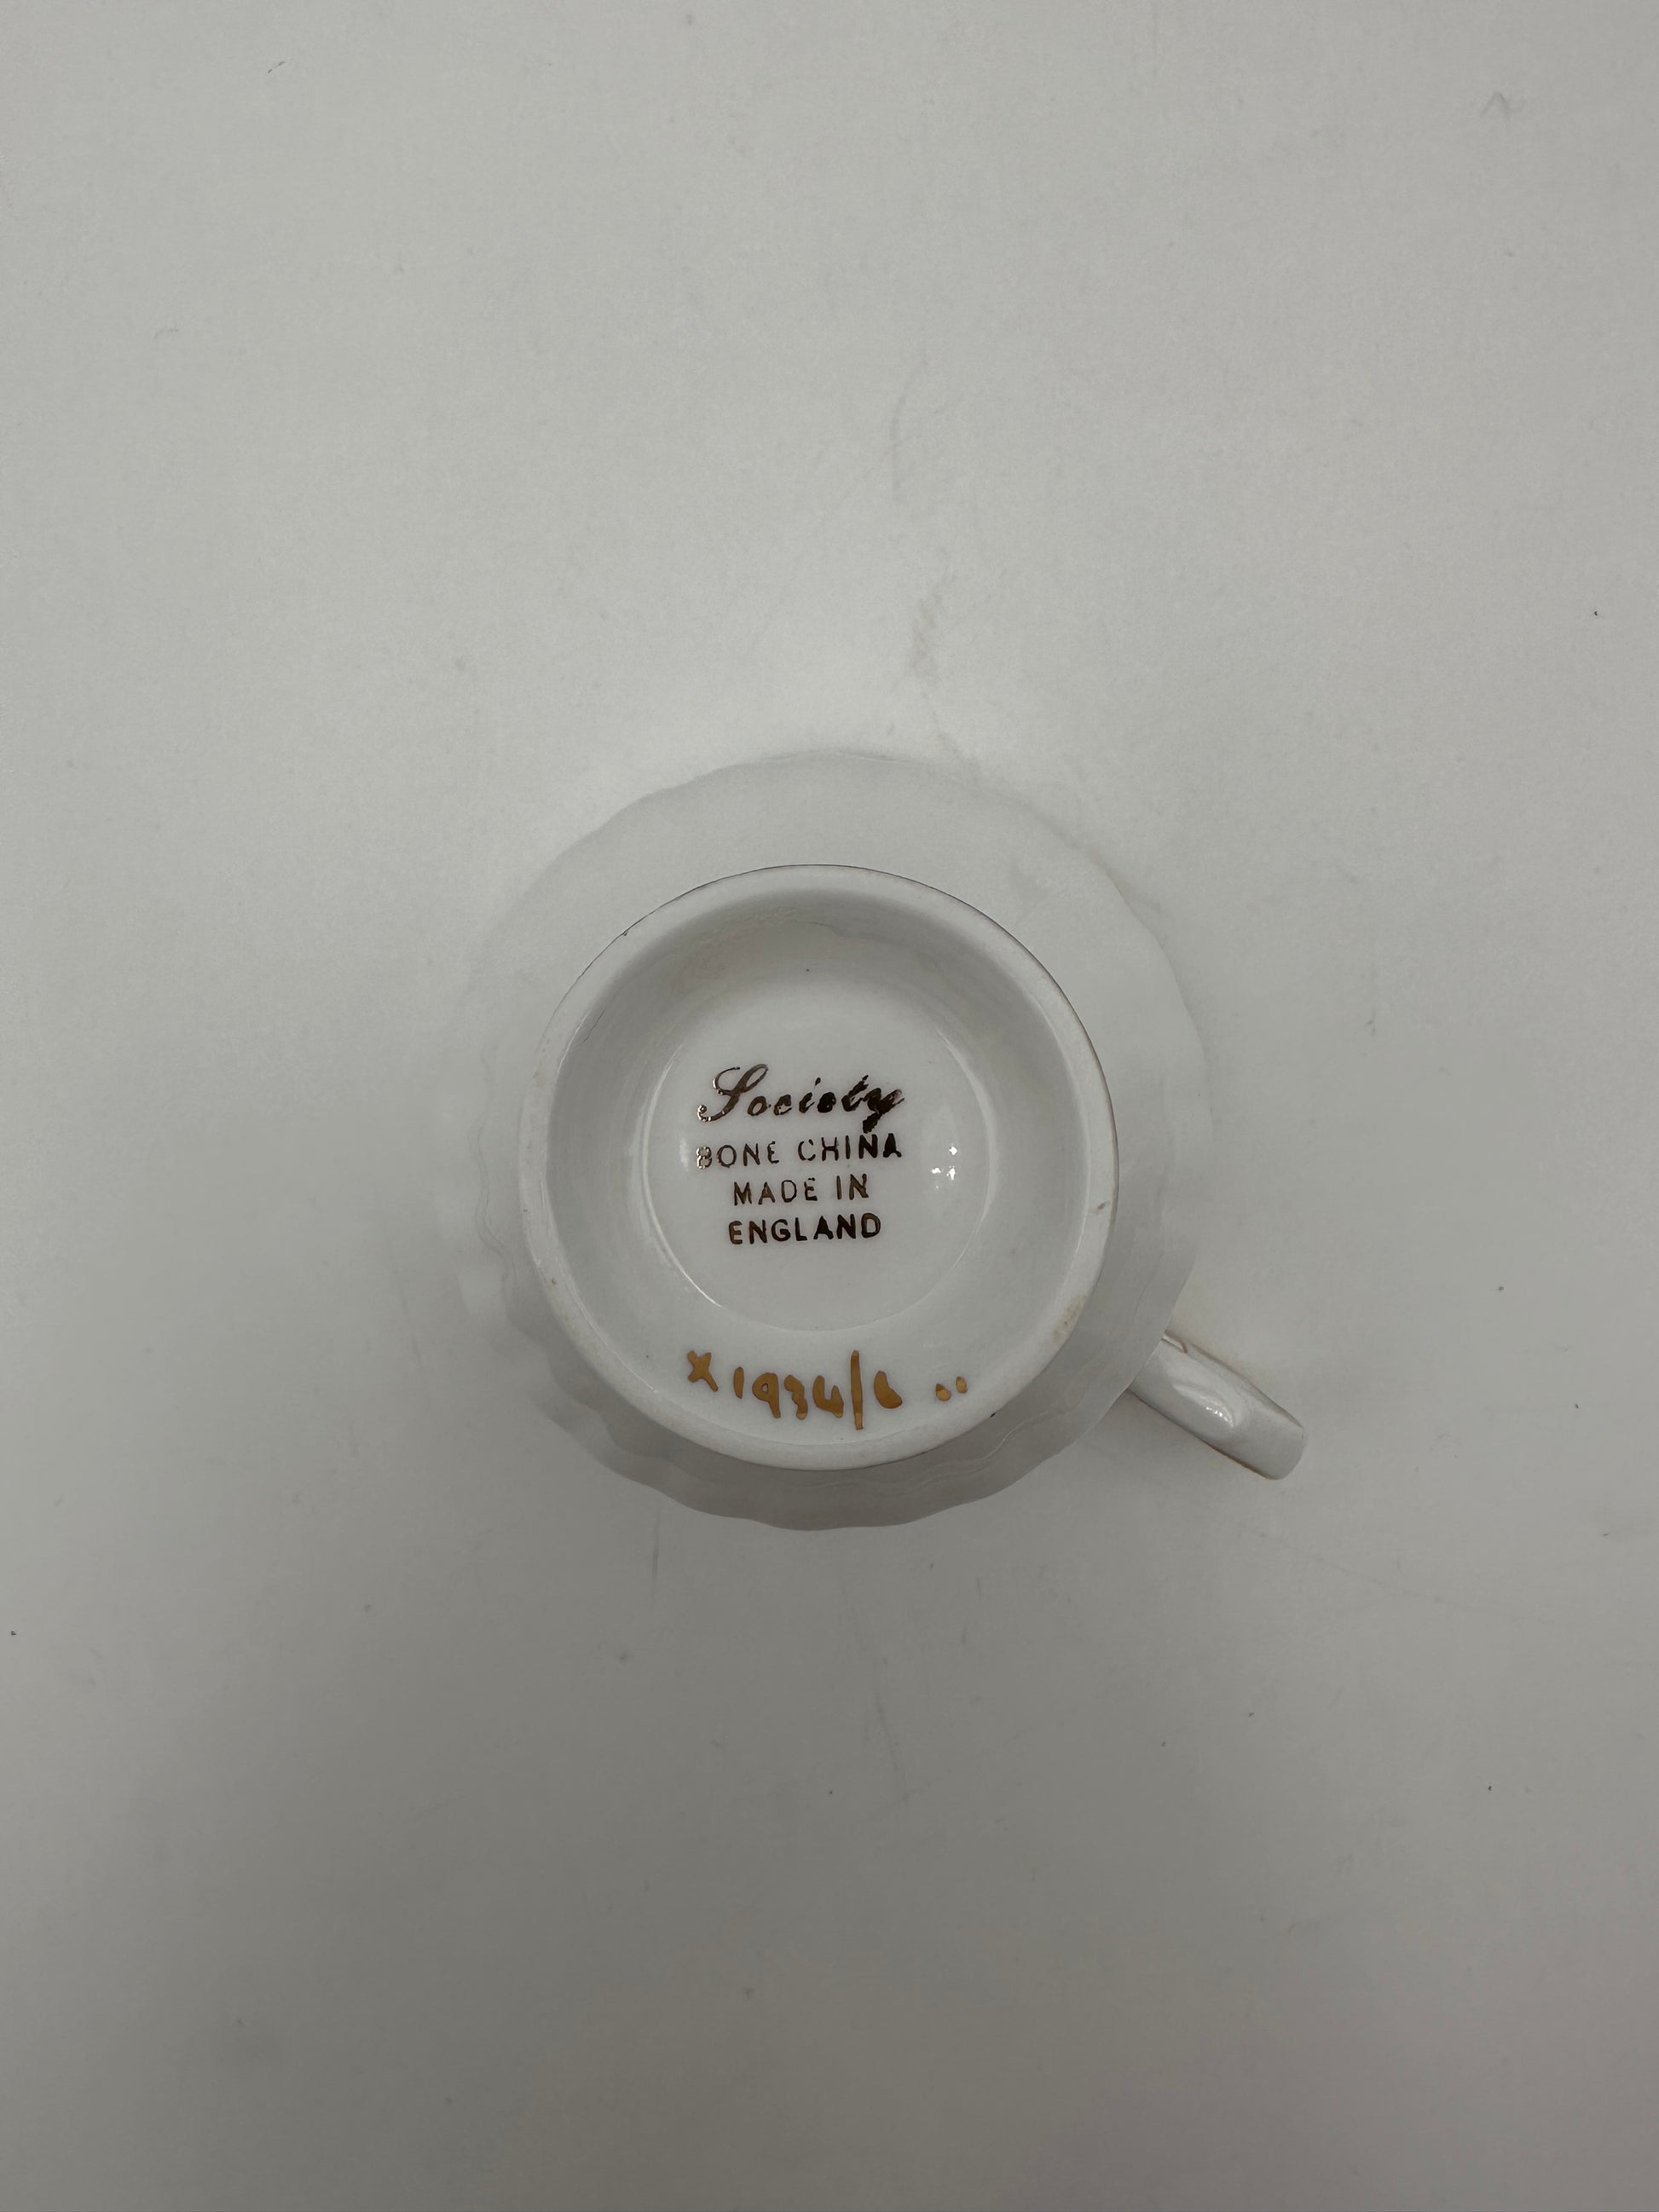 Society
BONE CHINA
MADE IN
ENGLAND
X1934/6 ..